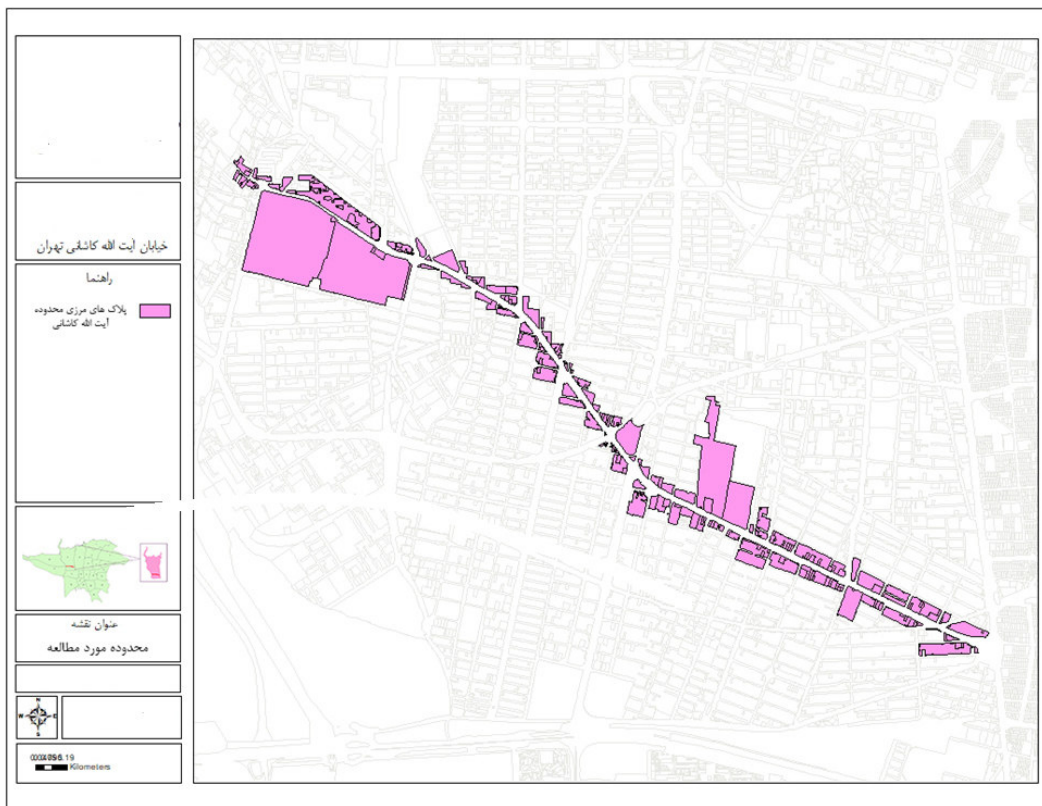 خیابان آیت الله کاشانی تهران
راهنما
پلاک های مرزی محدوده
آیت الله کاشانی
عنوان نقشه
محدوده مورد مطالعه
N
W E
S
Kilometers